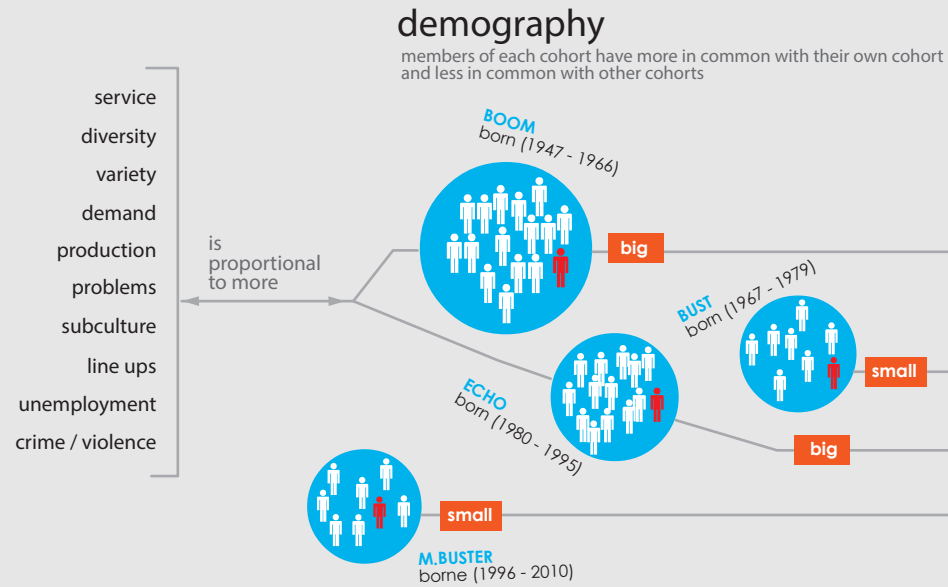 demography
members of each cohort have more in common with their own cohort
and less in common with other cohorts
service
diversity
variety
demand
production
problems
subculture
line ups
unemployment
crime / violence
is
proportional
to more
BOOM
born (1947 - 1966)
big
BUST
born (1967 - 1979)
small
ECHO
born (1980 - 1995)
big
small
M.BUSTER
borne (1996 - 2010)